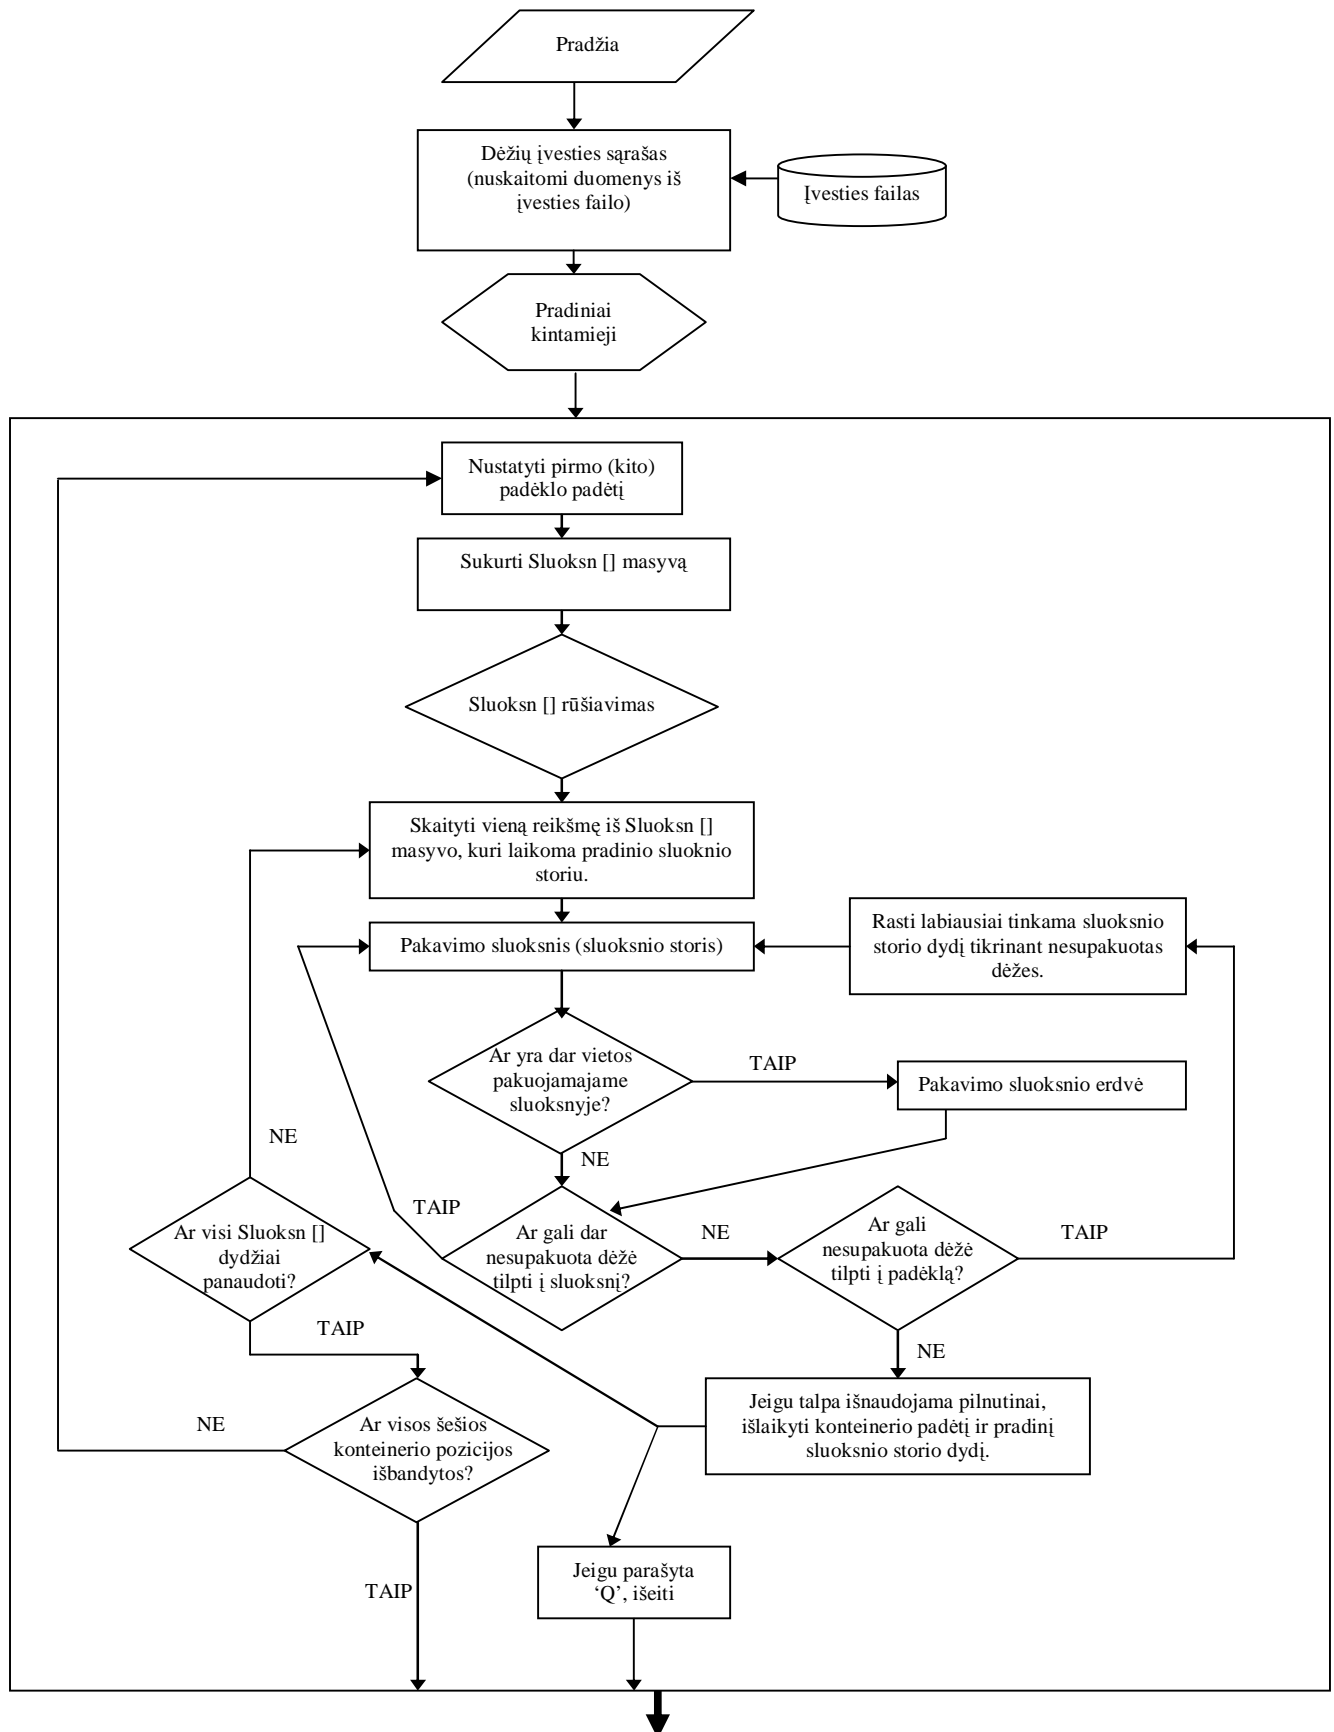 Pradžia
Dėžių įvesties sąrašas
(nuskaitomi duomenys iš
įvesties failo)
Įvesties failas
Pradiniai
kintamieji
Nustatyti pirmo (kito)
padėklo padėtį
Sukurti Sluoksn [] masyvą
Sluoksn [] rūšiavimas
Skaityti vieną reikšmę iš Sluoksn []
masyvo, kuri laikoma pradinio sluoknio
storiu.
Rasti labiausiai tinkama sluoksnio
storio dydį tikrinant nesupakuotas
dėžes.
Pakavimo sluoksnis (sluoksnio storis)
Ar yra dar vietos
pakuojamajame
sluoksnyje?
TAIP
Pakavimo sluoksnio erdvė
NE
NE
TAIP
Ar visi Sluoksn []
dydžiai
panaudoti?
Ar gali dar
nesupakuota dėžė
tilpti į sluoksnį?
NE
Ar gali
nesupakuota dėžė
tilpti į padėklą?
TAIP
TAIP
NE
NE
Ar visos šešios
konteinerio pozicijos
išbandytos?
Jeigu talpa išnaudojama pilnutinai,
išlaikyti konteinerio padėtį ir pradinį
sluoksnio storio dydį.
TAIP
Jeigu parašyta
‘Q’, išeiti